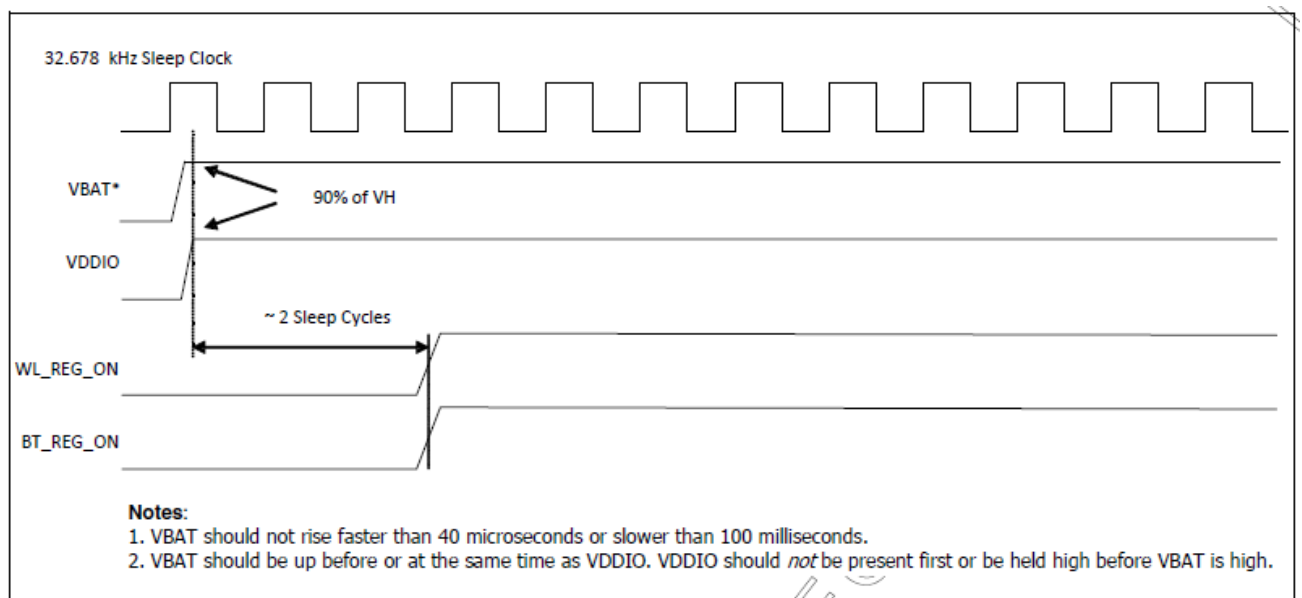 32.678 kHz Sleep Clock
VBAT*
90% of VH
VDDIO
~ 2 Sleep Cycles
WL_REG_ON
BT_REG_ON
Notes:
1. VBAT should not rise faster than 40 microseconds or slower than 100 milliseconds.
2. VBAT should be up before or at the same time as VDDIO. VDDIO should not be present first or be held high before VBAT is high.